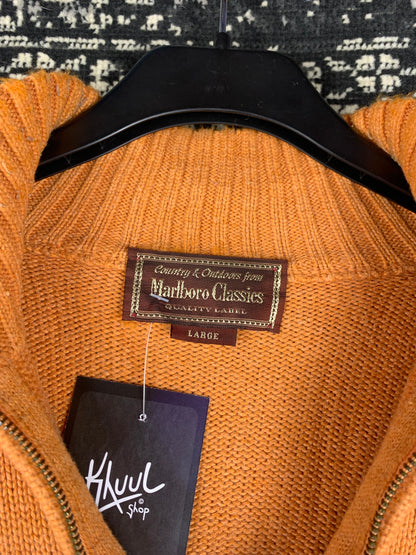 Country & Outdoors from
Marlboro Classics
QUALITY LABEL
LARGE
Khuul
©
Shop